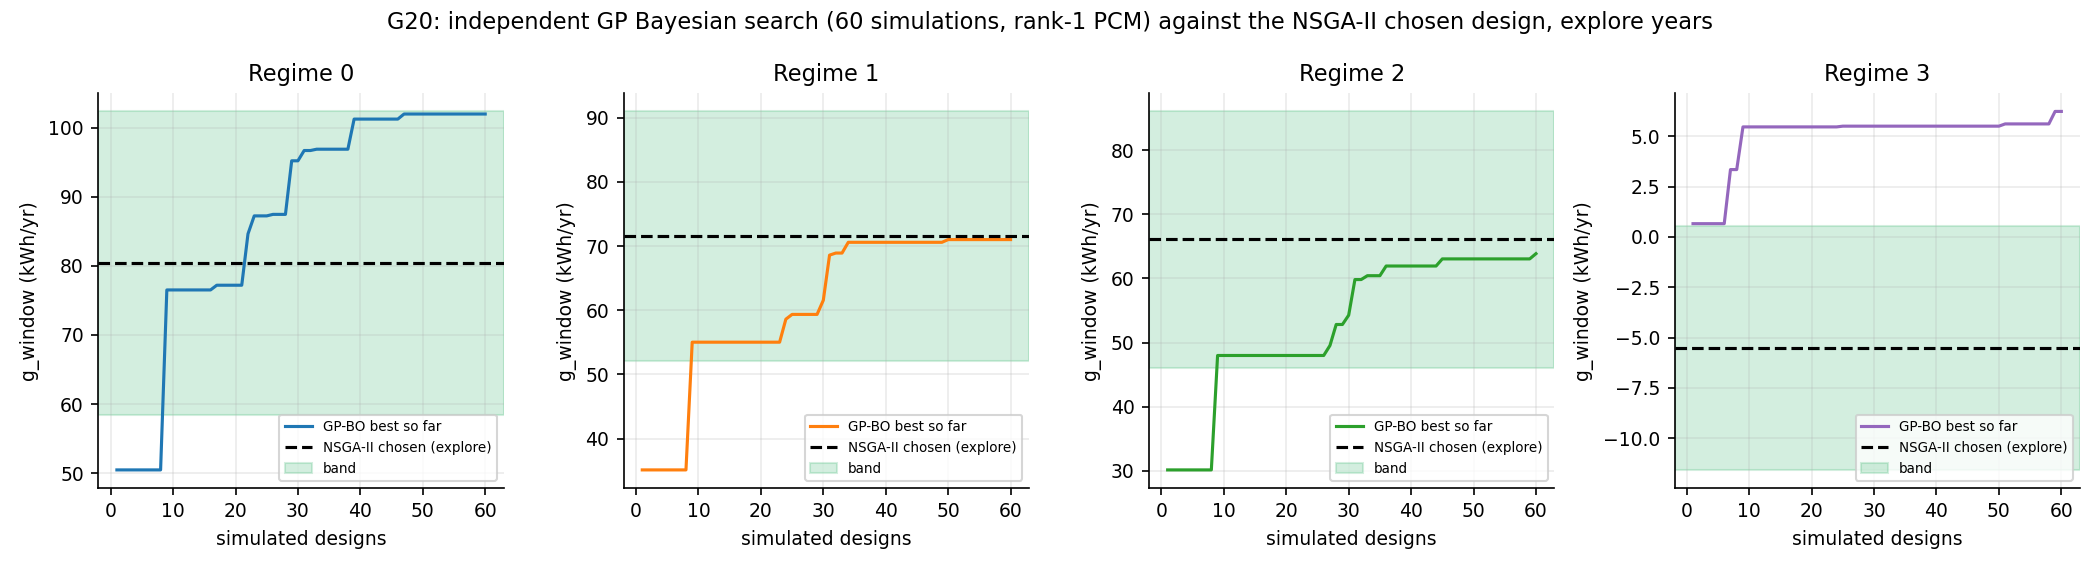 G20: independent GP Bayesian search (60 simulations, rank-1 PCM) against the NSGA-II chosen design, explore years
Regime 0
g_window (kWh/yr)
100
90
80
70
60
50
0 10 20 30 40 50 60
simulated designs
GP-BO best so far
NSGA-II chosen (explore)
band
Regime 1
g_window (kWh/yr)
90
80
70
60
50
40
0 10 20 30 40 50 60
simulated designs
GP-BO best so far
NSGA-II chosen (explore)
band
Regime 2
g_window (kWh/yr)
80
70
60
50
40
30
0 10 20 30 40 50 60
simulated designs
GP-BO best so far
NSGA-II chosen (explore)
band
Regime 3
g_window (kWh/yr)
5.0
2.5
0.0
−2.5
−5.0
−7.5
−10.0
0 10 20 30 40 50 60
simulated designs
GP-BO best so far
NSGA-II chosen (explore)
band